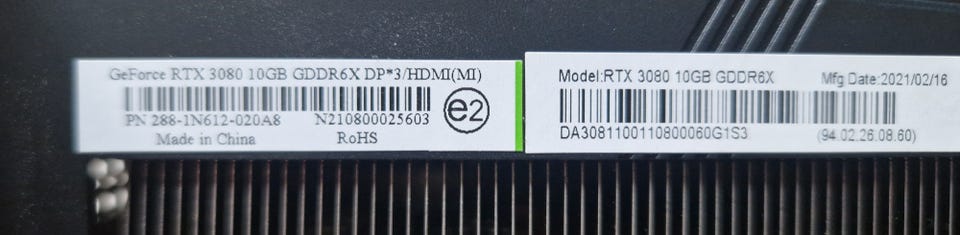 GeForce RTX 3080 10GB GDDR6X DP*3/HDMI(MI)
PN 288-1N612-020A8 N210800025603
Made in China RoHS
e2
Model:RTX 3080 10GB GDDR6X Mfg Date:2021/02/16
DA3081100110800060G1S3 (94.02.26.08.60)